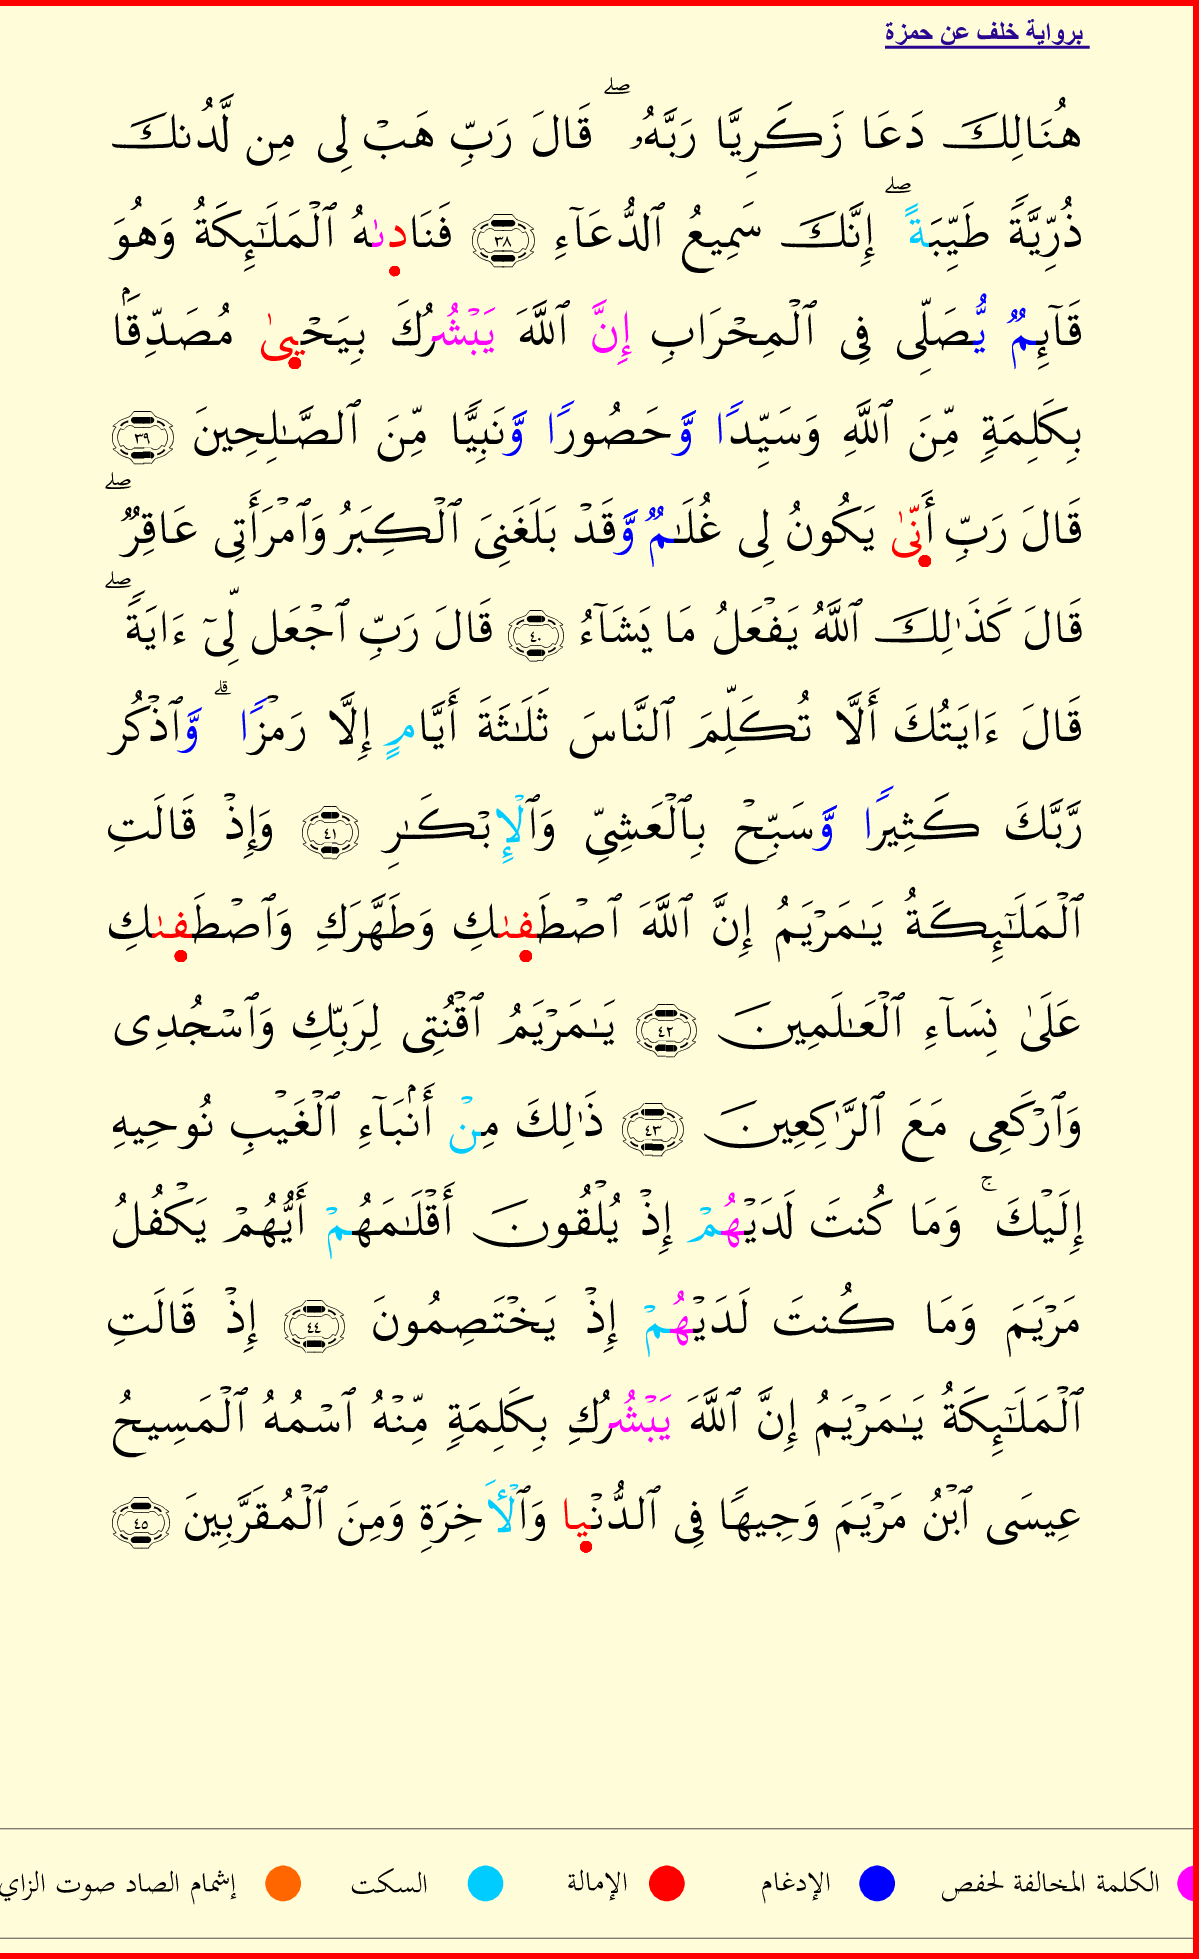 برواية خلف عن حمزة
هُنَالِكَ دَعَا زَكَرِيَّا رَبَّهُۥ ۖ قَالَ رَبِّ هَبْ لِى مِن لَّدُنكَ
ذُرِّيَّةً طَيِّبَةً ۖ إِنَّكَ سَمِيعُ ٱلدُّعَآءِ ٣٨ فَنَادىٰهُ ٱلْمَلَـٰٓئِكَةُ وَهُوَ
قَآئِمٌ يُّصَلِّى فِى ٱلْمِحْرَابِ إِنَّ ٱللَّهَ يَبْشُرُكَ بِيَحْيىٰ مُصَدِّقَۢا
بِكَلِمَةٍ مِّنَ ٱللَّهِ وَسَيِّدًا وَّحَصُورًا وَّنَبِيًّا مِّنَ ٱلصَّـٰلِحِينَ ٣٩
قَالَ رَبِّ أَنّىٰ يَكُونُ لِى غُلَـٰمٌ وَّقَدْ بَلَغَنِىَ ٱلْكِبَرُ وَٱمْرَأَتِى عَاقِرٌ ۖ
قَالَ كَذَٰلِكَ ٱللَّهُ يَفْعَلُ مَا يَشَآءُ ٤٠ قَالَ رَبِّ ٱجْعَل لِّىٓ ءَايَةً ۖ
قَالَ ءَايَتُكَ أَلَّا تُكَلِّمَ ٱلنَّاسَ ثَلَـٰثَةَ أَيَّامٍ إِلَّا رَمْزًا ۗ وَّٱذْكُر
رَّبَّكَ كَثِيرًا وَّسَبِّحْ بِٱلْعَشِىِّ وَٱلْإِبْكَـٰرِ ٤١ وَإِذْ قَالَتِ
ٱلْمَلَـٰٓئِكَةُ يَـٰمَرْيَمُ إِنَّ ٱللَّهَ ٱصْطَفىٰكِ وَطَهَّرَكِ وَٱصْطَفىٰكِ
عَلَىٰ نِسَآءِ ٱلْعَـٰلَمِينَ ٤٢ يَـٰمَرْيَمُ ٱقْنُتِى لِرَبِّكِ وَٱسْجُدِى
وَٱرْكَعِى مَعَ ٱلرَّٰكِعِينَ ٤٣ ذَٰلِكَ مِنْ أَنۢبَآءِ ٱلْغَيْبِ نُوحِيهِ
إِلَيْكَ ۚ وَمَا كُنتَ لَدَيْهُمْ إِذْ يُلْقُونَ أَقْلَـٰمَهُمْ أَيُّهُمْ يَكْفُلُ
مَرْيَمَ وَمَا كُنتَ لَدَيْهُمْ إِذْ يَخْتَصِمُونَ ٤٤ إِذْ قَالَتِ
ٱلْمَلَـٰٓئِكَةُ يَـٰمَرْيَمُ إِنَّ ٱللَّهَ يَبْشُرُكِ بِكَلِمَةٍ مِّنْهُ ٱسْمُهُ ٱلْمَسِيحُ
عِيسَى ٱبْنُ مَرْيَمَ وَجِيهًا فِى ٱلدُّنْيا وَٱلْأَخِرَةِ وَمِنَ ٱلْمُقَرَّبِينَ ٤٥
الكلمة المخالفة لحفص الإدغام الإمالة السكت إشمام الصاد صوت الزاي